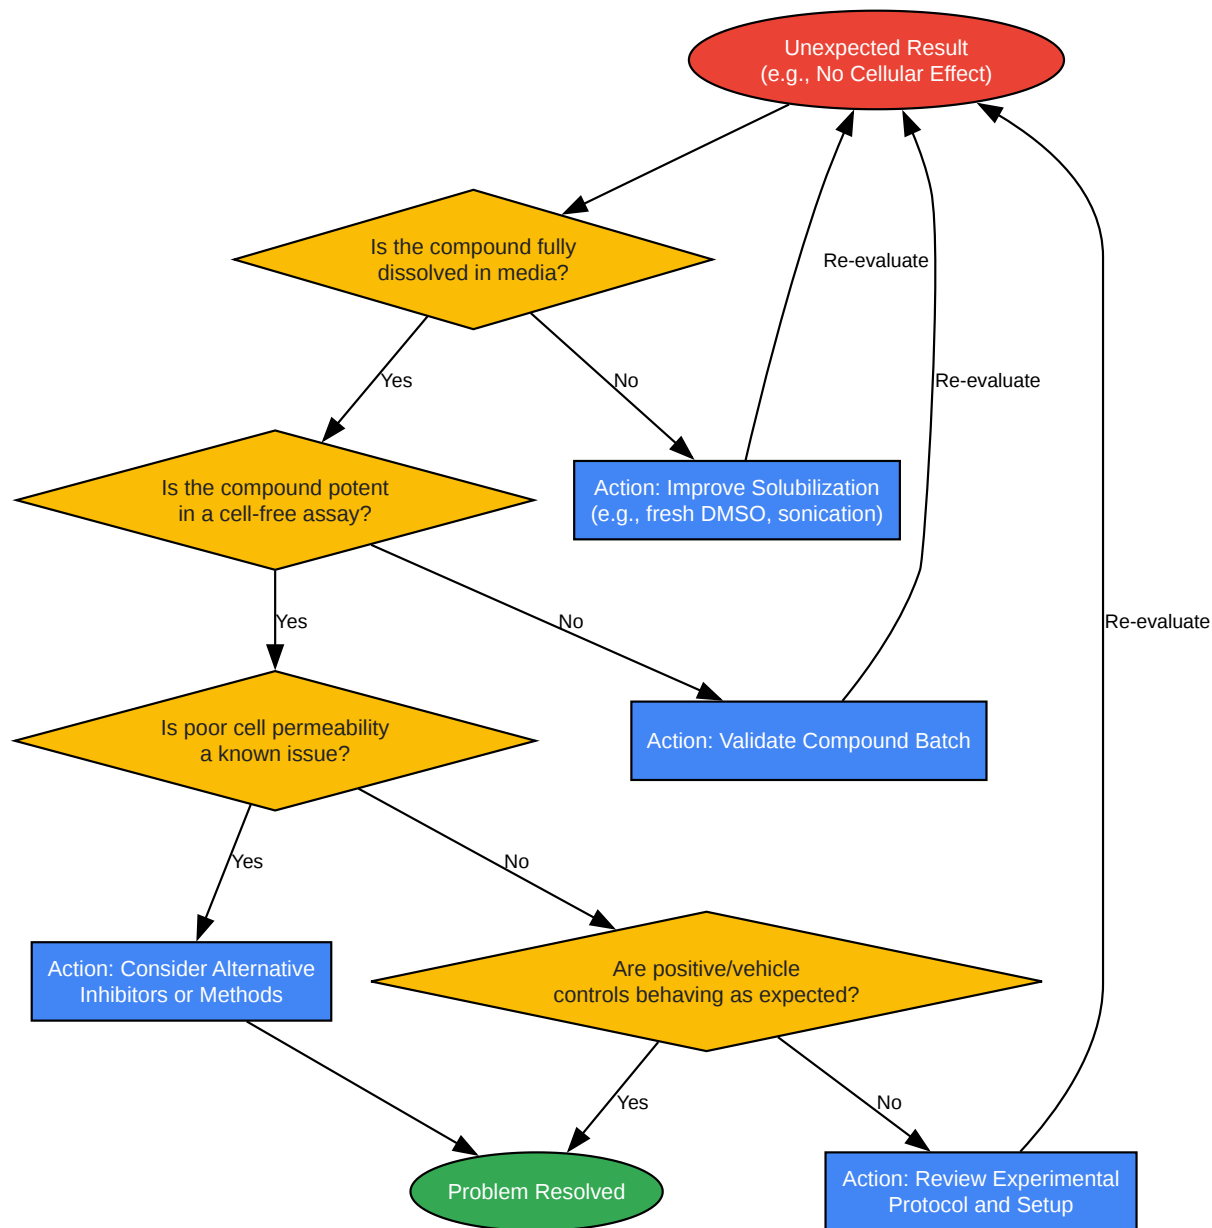 Unexpected Result
(e.g., No Cellular Effect)
Is the compound fully
dissolved in media?
Re-evaluate
Yes
No
Re-evaluate
Is the compound potent
in a cell-free assay?
Action: Improve Solubilization
(e.g., fresh DMSO, sonication)
Yes
No
Re-evaluate
Is poor cell permeability
a known issue?
Action: Validate Compound Batch
Yes
No
Action: Consider Alternative
Inhibitors or Methods
Are positive/vehicle
controls behaving as expected?
Yes
No
Problem Resolved
Action: Review Experimental
Protocol and Setup